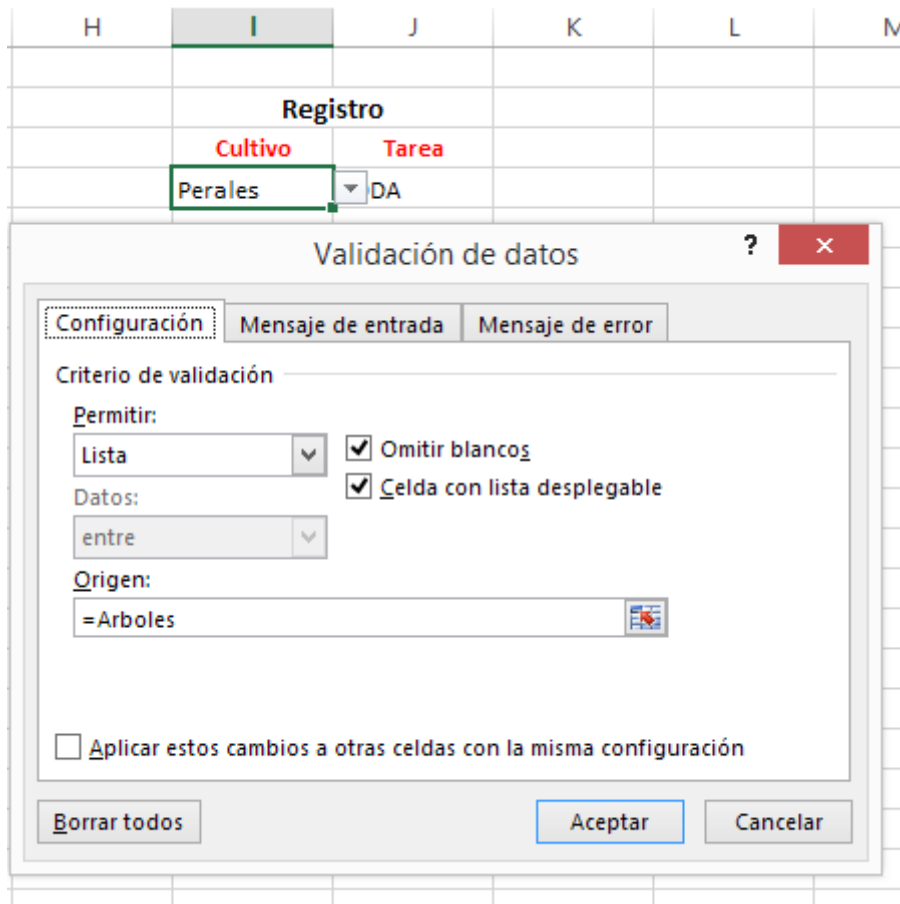 H I J K L
Registro
Cultivo Tarea
Perales DA
Validación de datos ?
Configuración Mensaje de entrada Mensaje de error
Criterio de validación
Permitir:
Lista Omitir blancos
Celda con lista desplegable
Datos:
entre
Origen:
=Arboles
Aplicar estos cambios a otras celdas con la misma configuración
Borrar todos Aceptar Cancelar